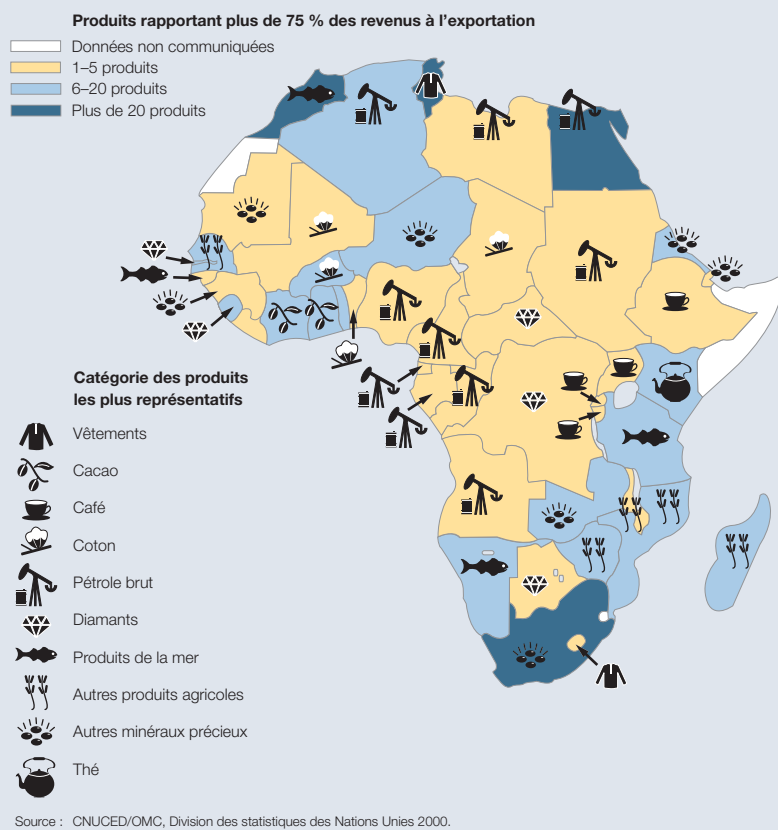 Produits rapportant plus de 75 % des revenus à l’exportation
Données non communiquées
1–5 produits
6–20 produits
Plus de 20 produits
Catégorie des produits
les plus représentatifs
Vêtements
Cacao
Café
Coton
Pétrole brut
Diamants
Produits de la mer
Autres produits agricoles
Autres minéraux précieux
Thé
Source : CNUCED/OMC, Division des statistiques des Nations Unies 2000.